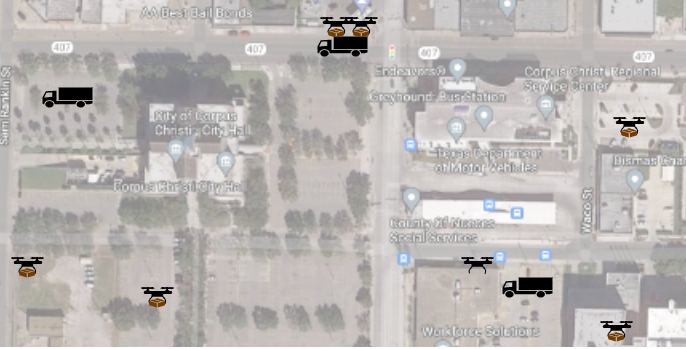 AA Best Bail Bonds
407
407
407
407
Endeavors®
Corpus Christi Regional
Service Center
Greyhound: Bus Station
Sam Rankin St
City of Corpus
Christi, City Hall
Texas Department
of Motor Vehicles
Bismas
Corpus Christi City Hall
Waco St
County Of Nueces
Social Services
Workforce Solutions